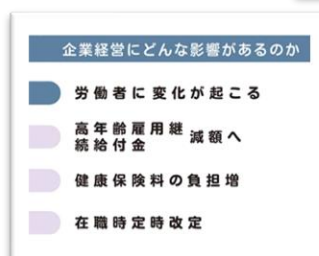 企業経営にどんな影響があるのか
労働者に変化が起こる
高年齢雇用継
続給付金 減額へ
健康保険料の負担増
在職時定時改定